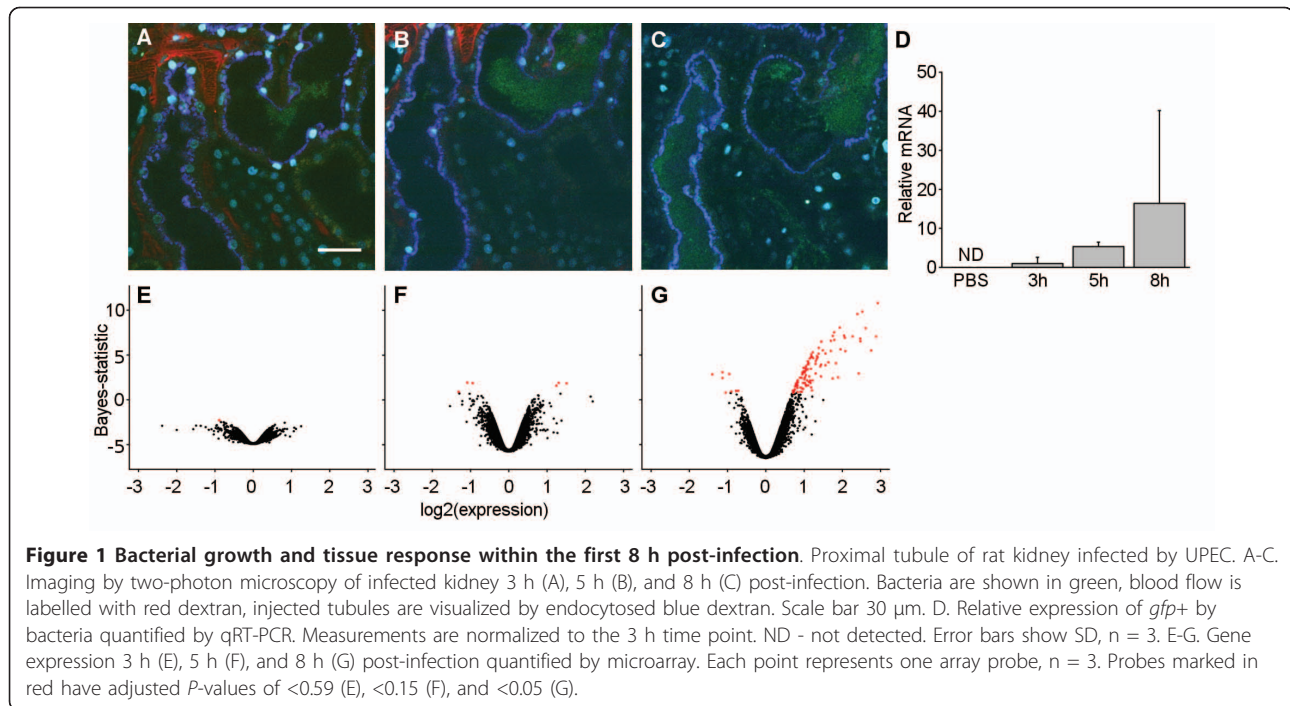 A
B
C
D
50
40
30
20
10
0
Relative mRNA
ND
PBS 3h 5h 8h
E
F
G
10
5
0
-5
Bayes-statistic
-3 -2 -1 0 1 2 3
-3 -2 -1 0 1 2 3
-3 -2 -1 0 1 2 3
log2(expression)
Figure 1 Bacterial growth and tissue response within the first 8 h post-infection. Proximal tubule of rat kidney infected by UPEC. A-C.
Imaging by two-photon microscopy of infected kidney 3 h (A), 5 h (B), and 8 h (C) post-infection. Bacteria are shown in green, blood flow is
labelled with red dextran, injected tubules are visualized by endocytosed blue dextran. Scale bar 30 μm. D. Relative expression of gfp+ by
bacteria quantified by qRT-PCR. Measurements are normalized to the 3 h time point. ND - not detected. Error bars show SD, n = 3. E-G. Gene
expression 3 h (E), 5 h (F), and 8 h (G) post-infection quantified by microarray. Each point represents one array probe, n = 3. Probes marked in
red have adjusted P-values of <0.59 (E), <0.15 (F), and <0.05 (G).